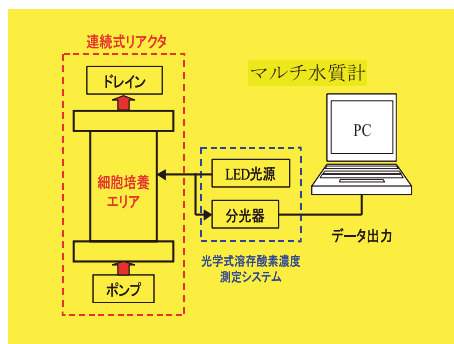 連続式リアクタ
ドレイン
マルチ水質計
PC
細胞培養
エリア
LED光源
分光器
データ出力
光学式溶存酸素濃度
測定システム
ポンプ